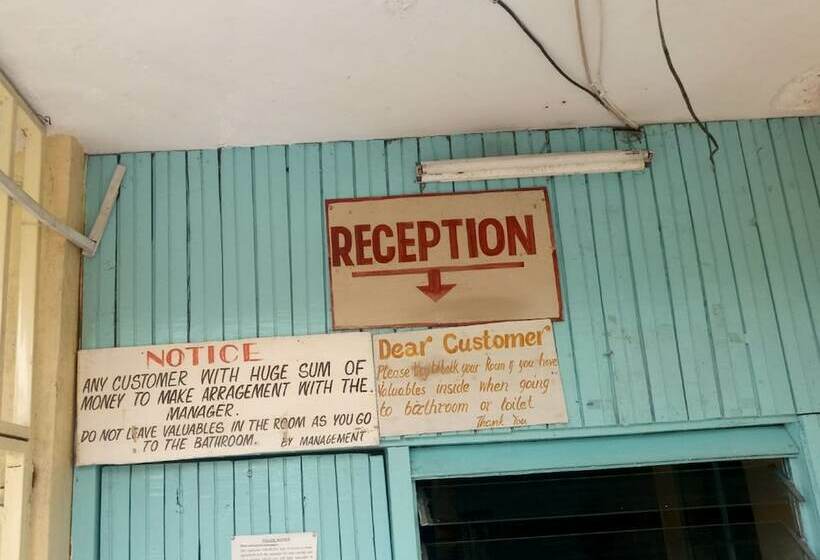 RECEPTION
NOTICE
ANY CUSTOMER WITH HUGE SUM OF
MONEY TO MAKE ARRAGEMENT WITH THE.
MANAGER.
DO NOT LEAVE VALUABLES IN THE ROOM AS YOU GO
TO THE BATHROOM. BY MANAGEMENT
Dear Customer
Please your Room if you have
Valuables inside when going
to bathroom or toilet
Thank You